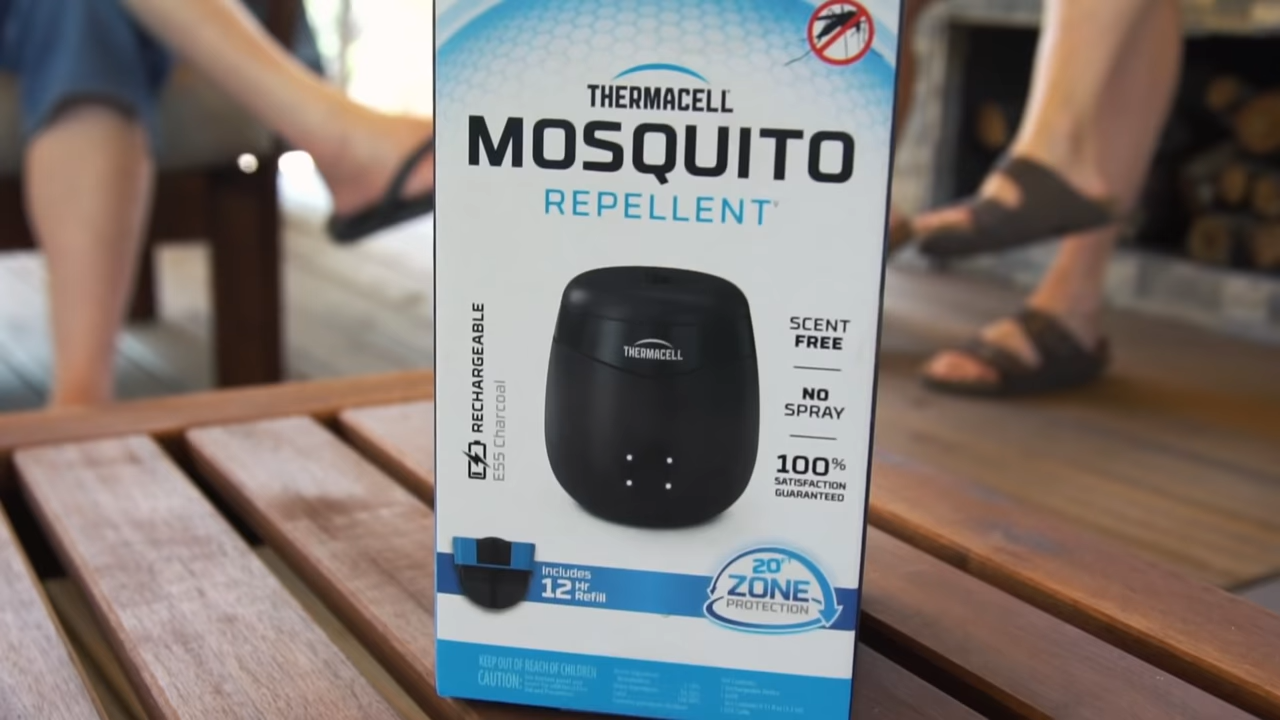 THERMACELL
MOSQUITO
REPELLENT
RECHARGEABLE
E55 Charcoal
THERMACELL
SCENT
FREE
NO
SPRAY
100%
SATISFACTION
GUARANTEED
Includes
12 Hr
Refill
20'
ZONE
PROTECTION
KEEP OUT OF REACH OF CHILDREN
CAUTION: